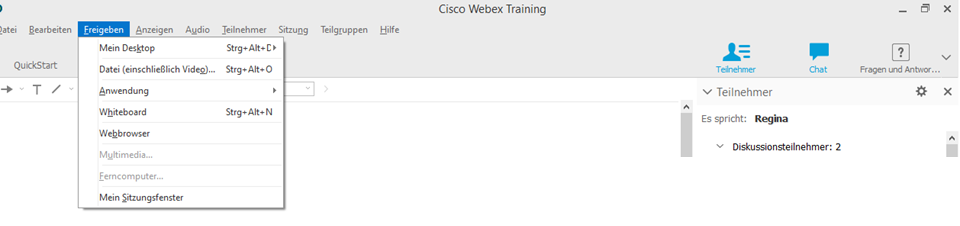 Cisco Webex Training
Datei Bearbeiten Freigeben Anzeigen Audio Teilnehmer Sitzung Teilgruppen Hilfe
Mein Desktop Strg+Alt+D
QuickStart
Datei (einschließlich Video)... Strg+Alt+O
Teilnehmer Chat Fragen und Antwor...
Anwendung
Teilnehmer
Whiteboard Strg+Alt+N
Es spricht: Regina
Webbrowser
Diskussionsteilnehmer: 2
Multimedia...
Ferncomputer...
Mein Sitzungsfenster